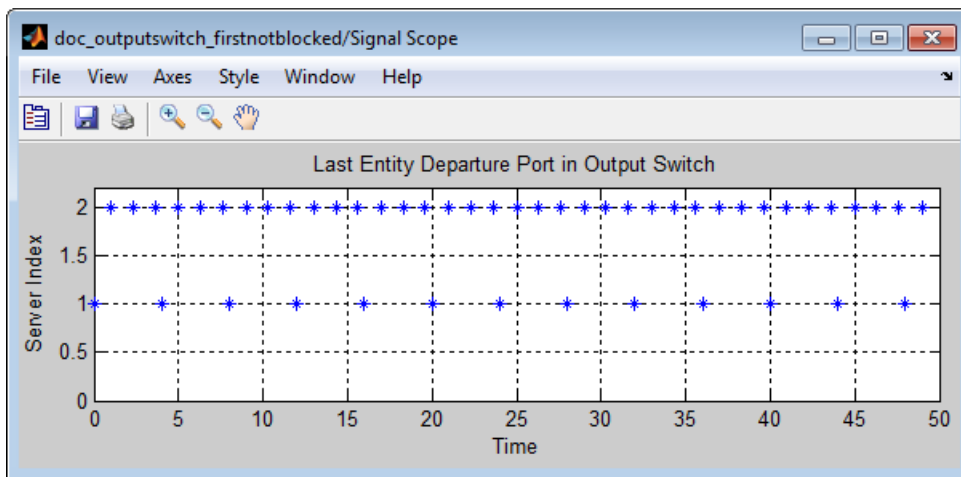 doc_outputswitch_firstnotblocked/Signal Scope
File View Axes Style Window Help
Last Entity Departure Port in Output Switch
2
1.5
1
0.5
0
Server Index
0 5 10 15 20 25 30 35 40 45 50
Time